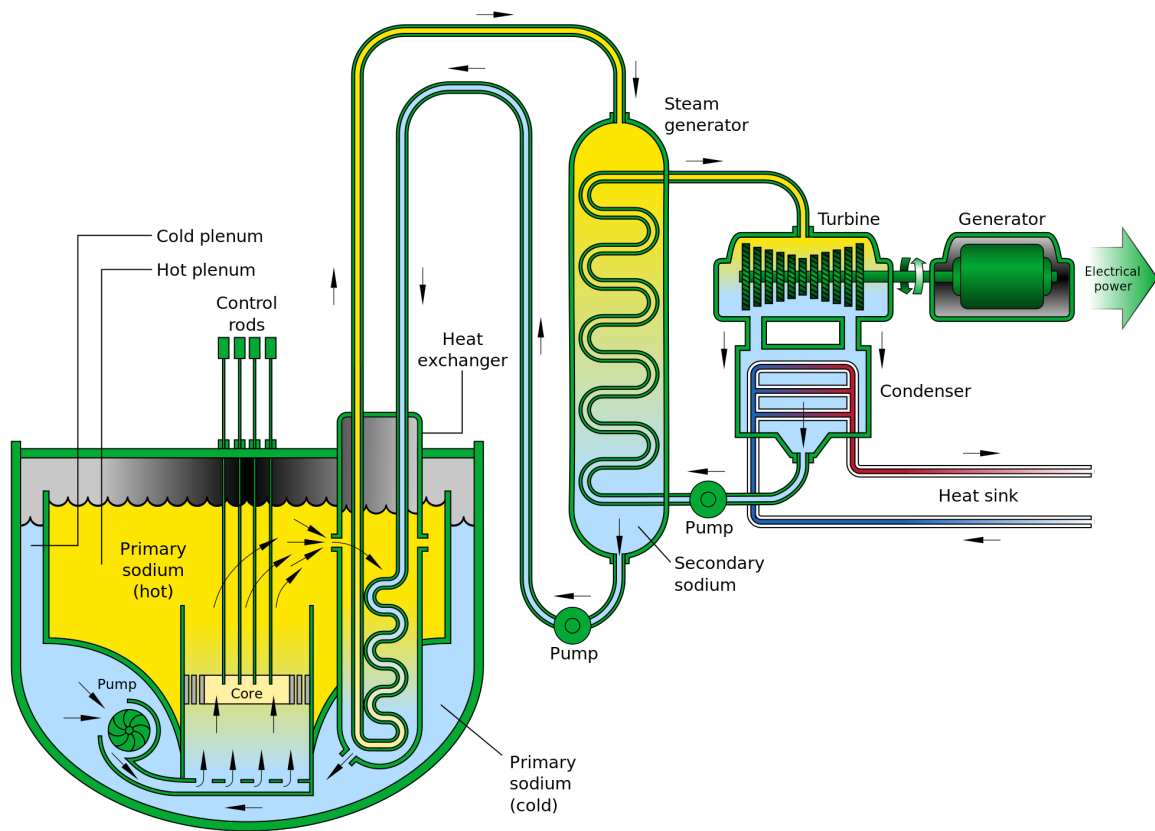 Steam
generator
Turbine
Generator
Cold plenum
Hot plenum
Electrical
power
Control
rods
Heat
exchanger
Condenser
Heat sink
Pump
Primary
sodium
(hot)
Secondary
sodium
Pump
Pump
Core
Primary
sodium
(cold)